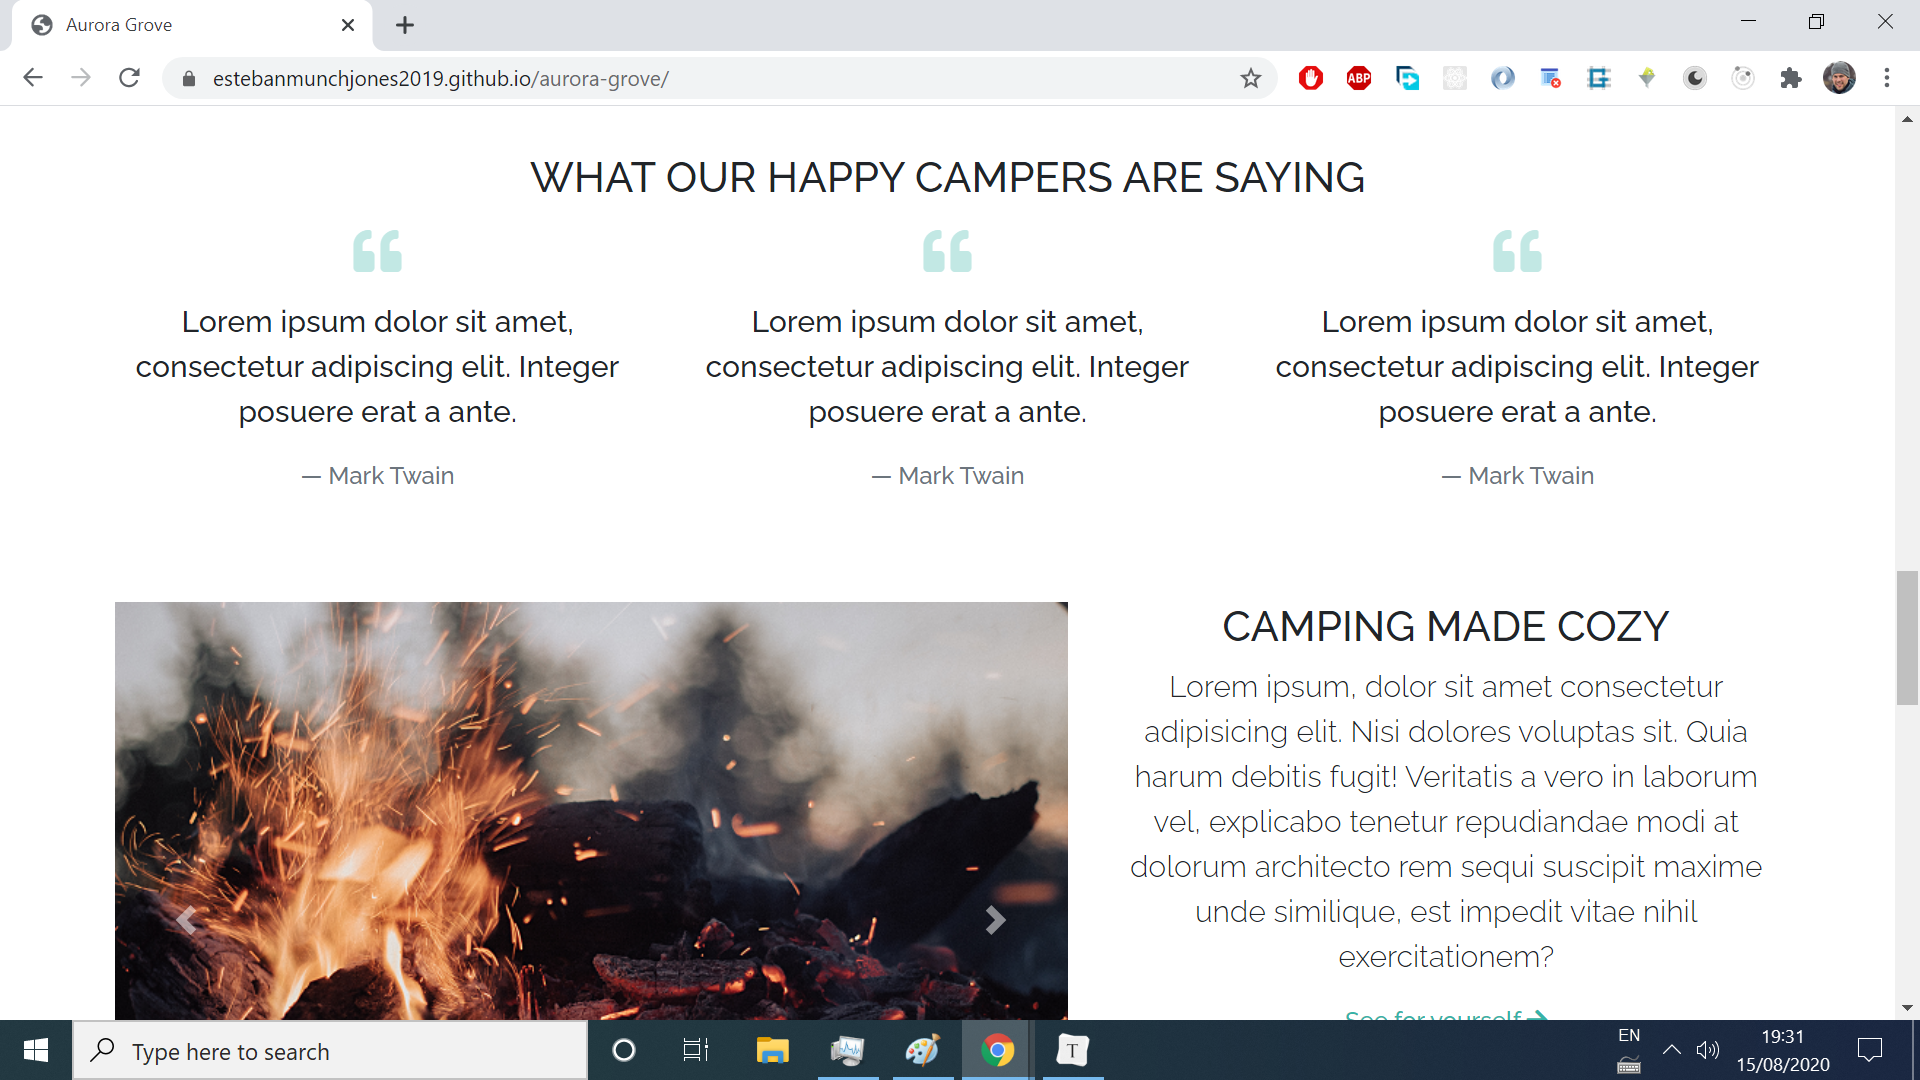 Aurora Grove
estebanmunchjones2019.github.io/aurora-grove/
ABP
WHAT OUR HAPPY CAMPERS ARE SAYING
Lorem ipsum dolor sit amet,
consectetur adipiscing elit. Integer
posuere erat a ante.
— Mark Twain
Lorem ipsum dolor sit amet,
consectetur adipiscing elit. Integer
posuere erat a ante.
— Mark Twain
Lorem ipsum dolor sit amet,
consectetur adipiscing elit. Integer
posuere erat a ante.
— Mark Twain
CAMPING MADE COZY
Lorem ipsum, dolor sit amet consectetur
adipisicing elit. Nisi dolores voluptas sit. Quia
harum debitis fugit! Veritatis a vero in laborum
vel, explicabo tenetur repudiandae modi at
dolorum architecto rem sequi suscipit maxime
unde similique, est impedit vitae nihil
exercitationem?
See for yourself
Type here to search
T
EN
19:31
15/08/2020